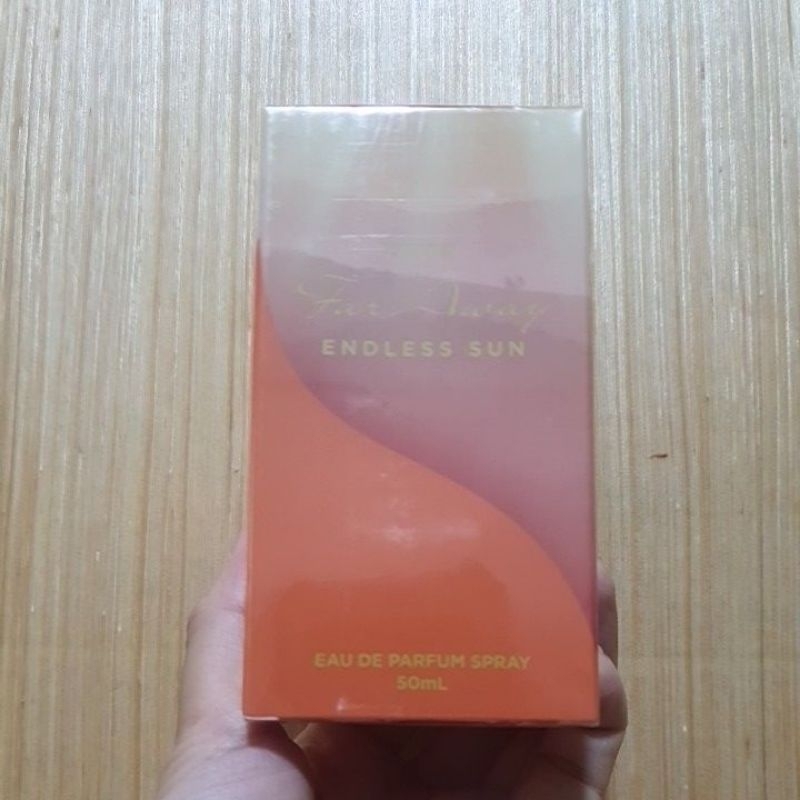 Far Away
ENDLESS SUN
EAU DE PARFUM SPRAY
50mL